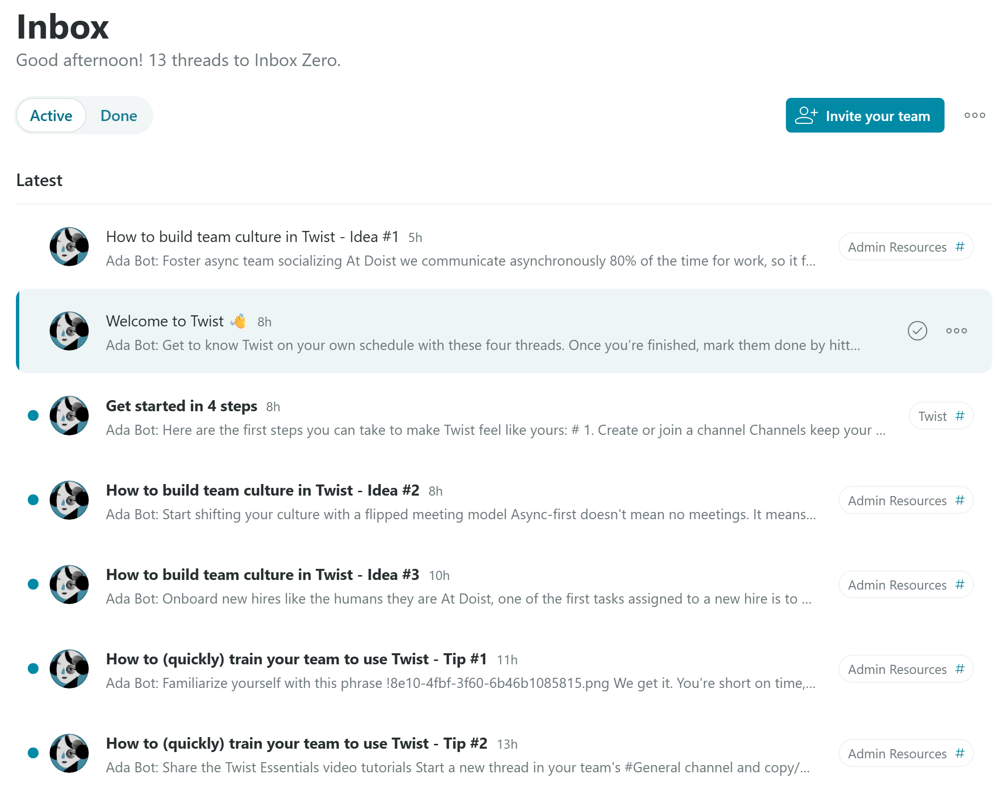 Inbox
Good afternoon! 13 threads to Inbox Zero.
Active Done Invite your team
Latest
How to build team culture in Twist - Idea #1 5h
Ada Bot: Foster async team socializing At Doist we communicate asynchronously 80% of the time for work, so it f... Admin Resources #
Welcome to Twist 👋 8h
Ada Bot: Get to know Twist on your own schedule with these four threads. Once you’re finished, mark them done by hitt...
Get started in 4 steps 8h
Ada Bot: Here are the first steps you can take to make Twist feel like yours: # 1. Create or join a channel Channels keep your ... Twist #
How to build team culture in Twist - Idea #2 8h
Ada Bot: Start shifting your culture with a flipped meeting model Async-first doesn't mean no meetings. It means... Admin Resources #
How to build team culture in Twist - Idea #3 10h
Ada Bot: Onboard new hires like the humans they are At Doist, one of the first tasks assigned to a new hire is to ... Admin Resources #
How to (quickly) train your team to use Twist - Tip #1 11h
Ada Bot: Familiarize yourself with this phrase !8e10-4fbf-3f60-6b46b1085815.png We get it. You're short on time,... Admin Resources #
How to (quickly) train your team to use Twist - Tip #2 13h
Ada Bot: Share the Twist Essentials video tutorials Start a new thread in your team's #General channel and copy/... Admin Resources #